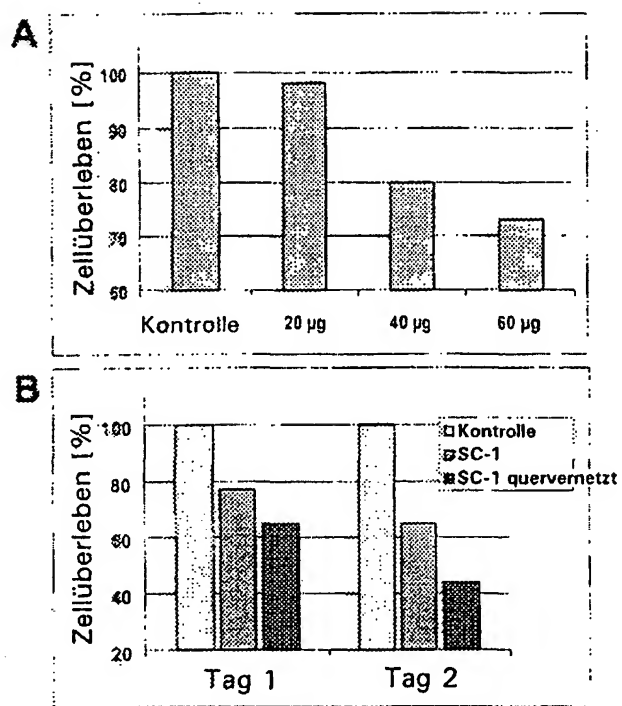 A
Zellüberleben [%]
100
90
80
70
60
Kontrolle 20 µg 40 µg 60 µg
B
Zellüberleben [%]
100
80
60
40
20
Kontrolle
SC-1
SC-1 quervernetzt
Tag 1 Tag 2